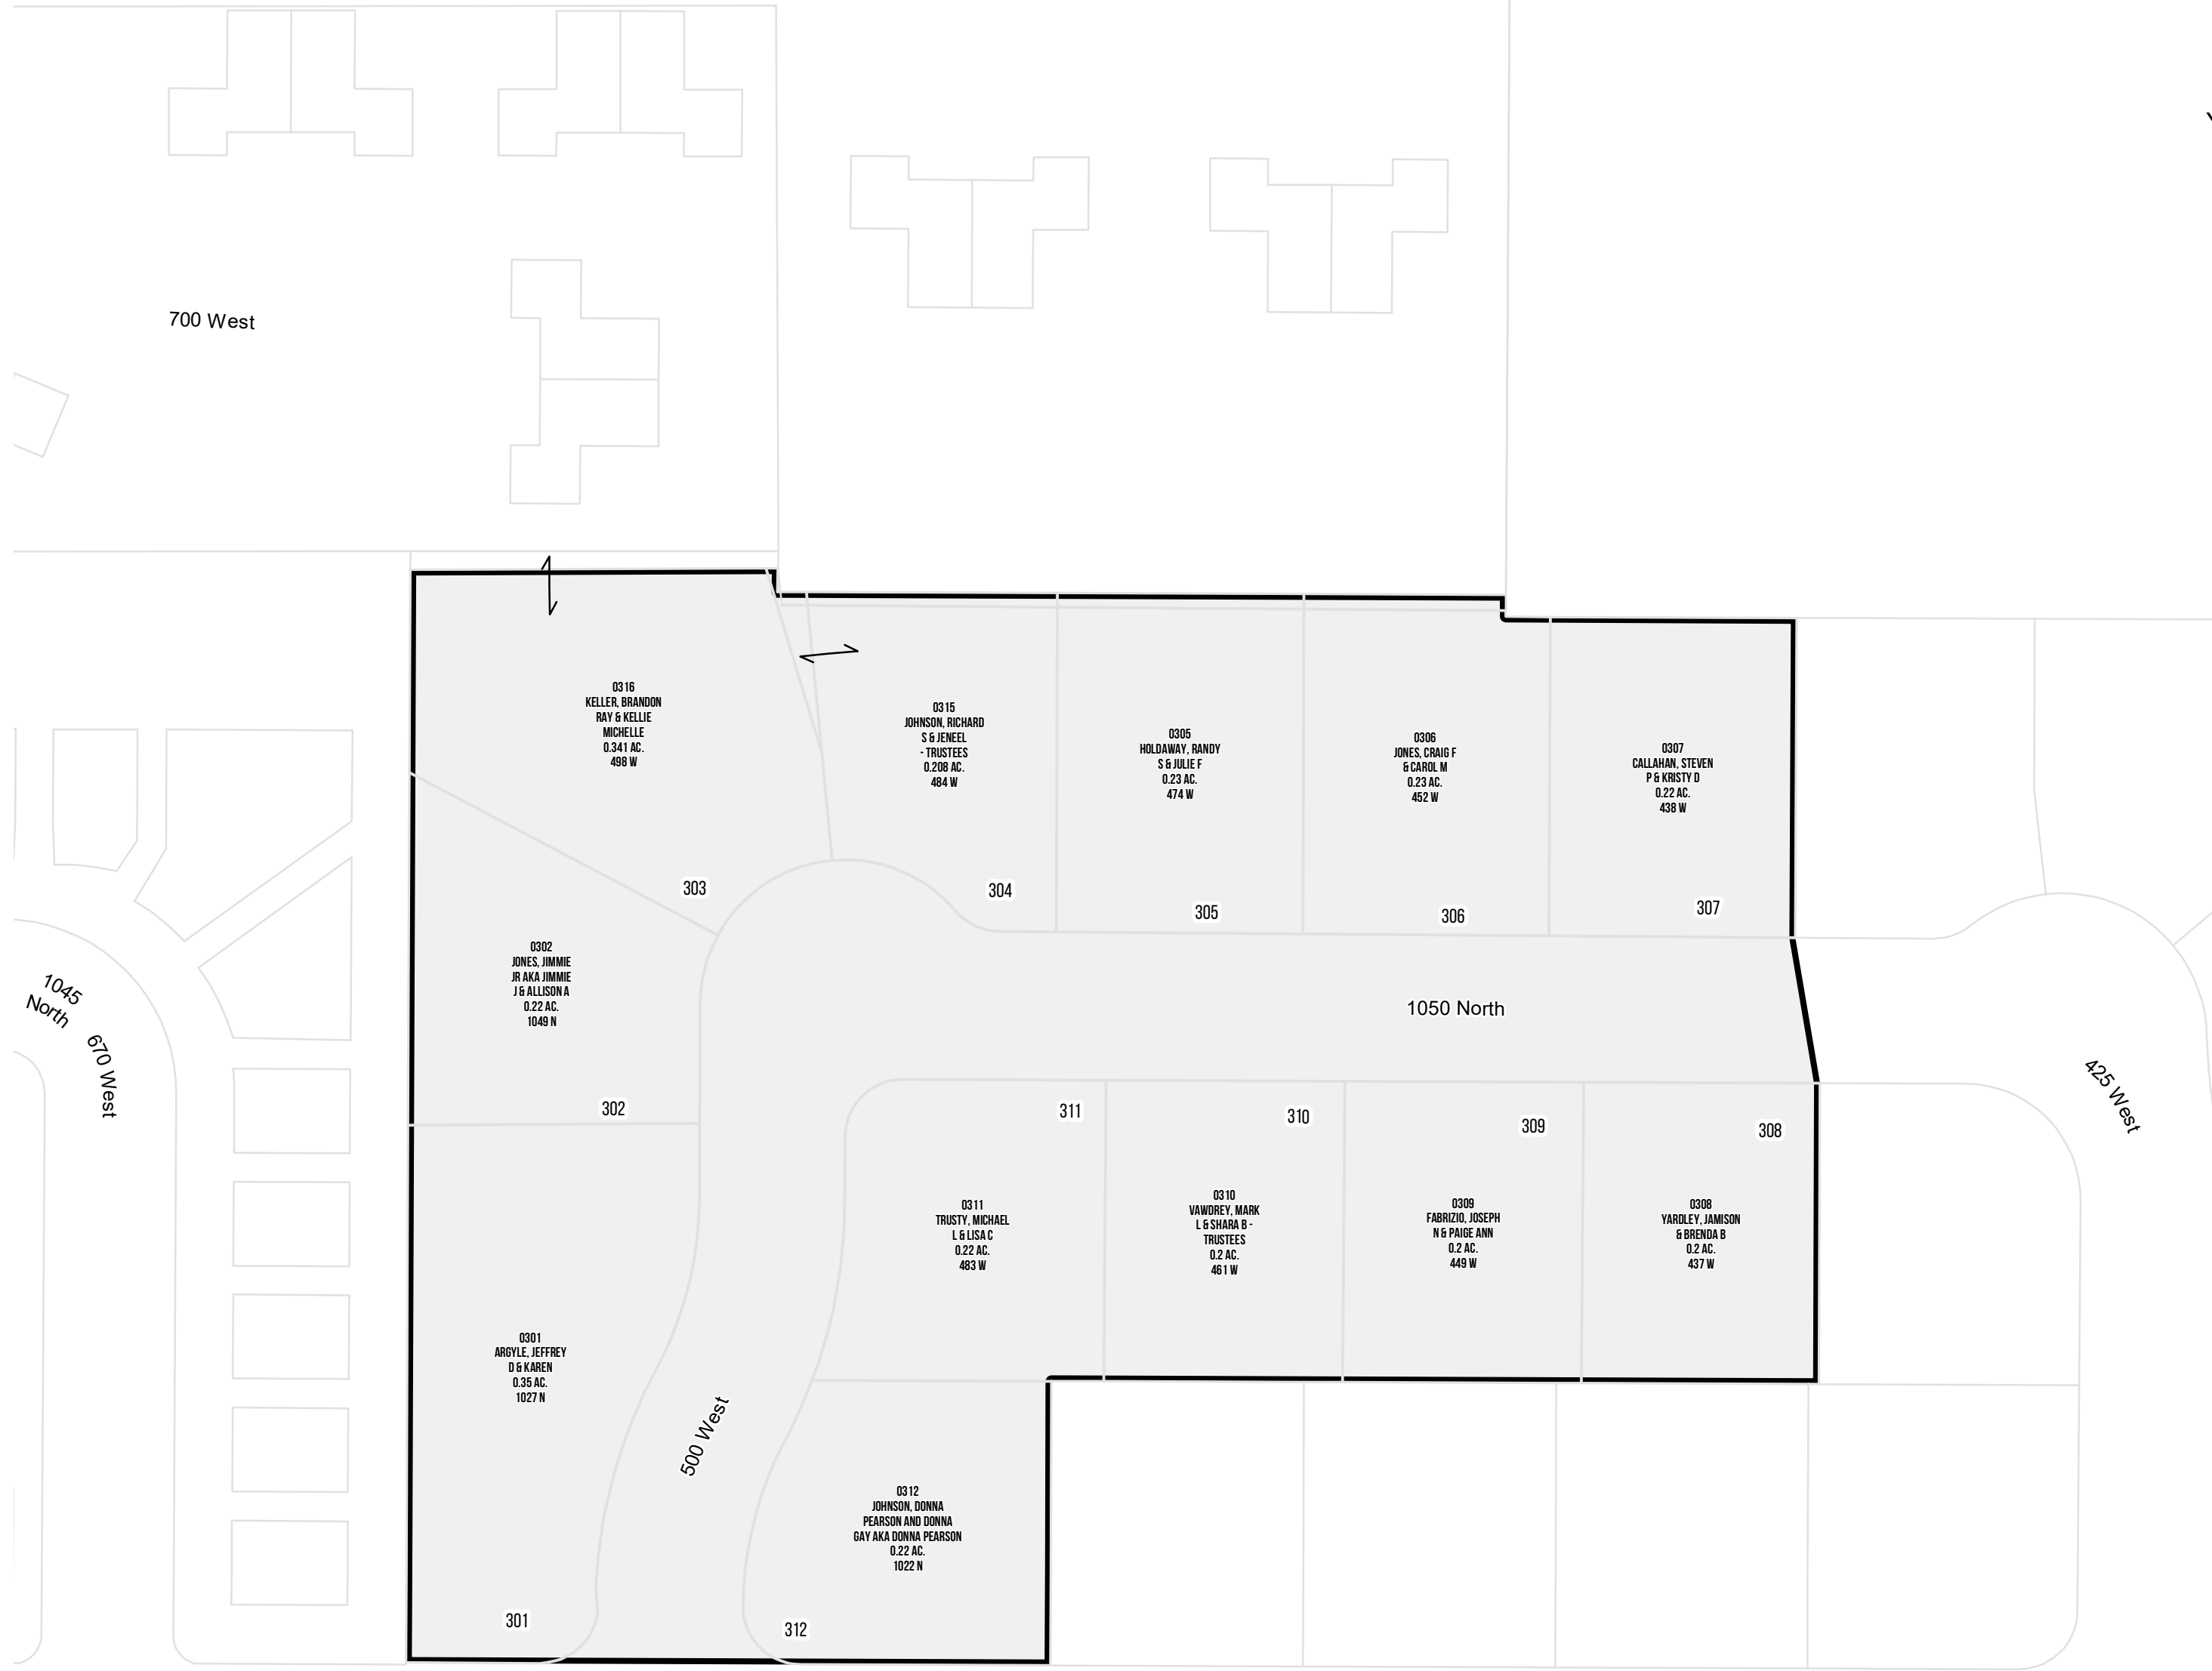 700 West
0316
KELLER, BRANDON
RAY & KELLIE
MICHELLE
0.341 AC.
498 W
0315
JOHNSON, RICHARD
S & JENEEL
- TRUSTEES
0.208 AC.
484 W
0305
HOLDAWAY, RANDY
S & JULIE F
0.23 AC.
474 W
0306
JONES, CRAIG F
& CAROL M
0.23 AC.
452 W
0307
CALLAHAN, STEVEN
P & KRISTY D
0.22 AC.
438 W
303
304
305
306
307
0302
JONES, JIMMIE
JR AKA JIMMIE
J & ALLISON A
0.22 AC.
1049 N
302
1045
North
670 West
1050 North
425 West
311
310
309
308
0311
TRUSTY, MICHAEL
L & LISA C
0.22 AC.
483 W
0310
VAWDREY, MARK
L & SHARA B -
TRUSTEES
0.2 AC.
461 W
0309
FABRIZIO, JOSEPH
N & PAIGE ANN
0.2 AC.
449 W
0308
YARDLEY, JAMISON
& BRENDA B
0.2 AC.
437 W
0301
ARGYLE, JEFFREY
D & KAREN
0.35 AC.
1027 N
500 West
0312
JOHNSON, DONNA
PEARSON AND DONNA
GAY AKA DONNA PEARSON
0.22 AC.
1022 N
301
312